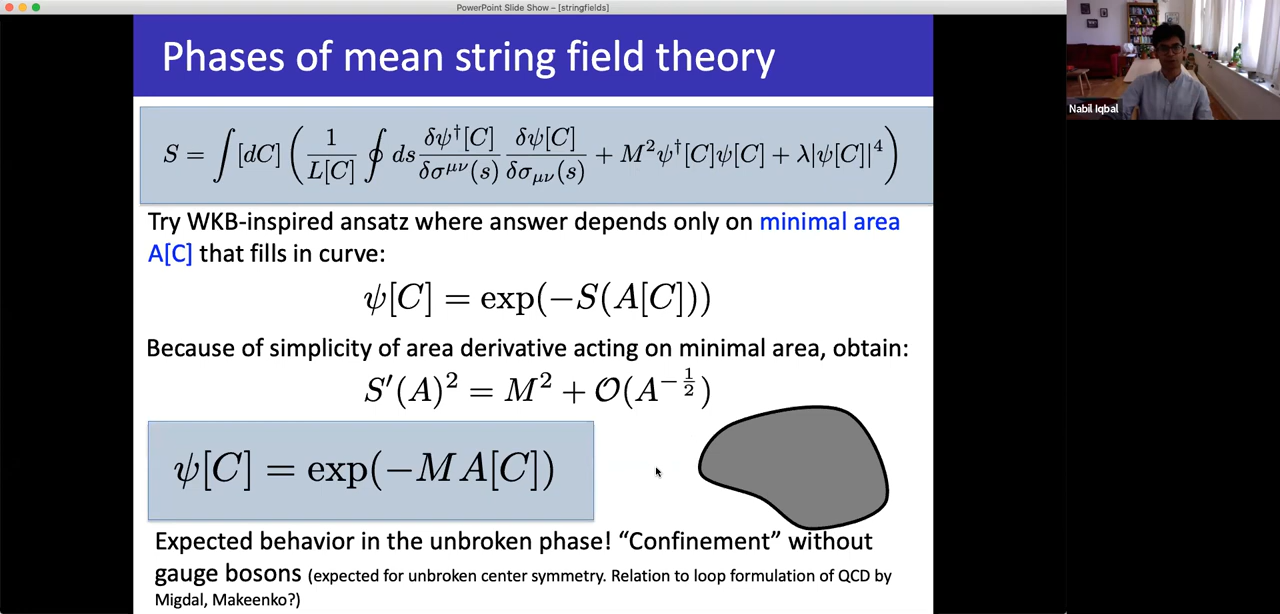 PowerPoint Slide Show – [stringfields]
Phases of mean string field theory
S = ∫[dC] ( 1/L[C] ∮ ds δψ†[C]/δσ^{μν}(s) δψ[C]/δσ_{μν}(s) + M²ψ†[C]ψ[C] + λ|ψ[C]|⁴ )
Try WKB-inspired ansatz where answer depends only on minimal area
A[C] that fills in curve:
ψ[C] = exp(−S(A[C]))
Because of simplicity of area derivative acting on minimal area, obtain:
S′(A)² = M² + 𝒪(A^{−1/2})
ψ[C] = exp(−M A[C])
Expected behavior in the unbroken phase! “Confinement” without
gauge bosons (expected for unbroken center symmetry. Relation to loop formulation of QCD by
Migdal, Makeenko?)
Nabil Iqbal